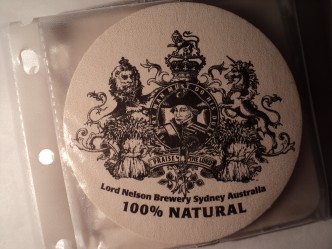 PRAISE THE LORD
Lord Nelson Brewery Sydney Australia
100% NATURAL